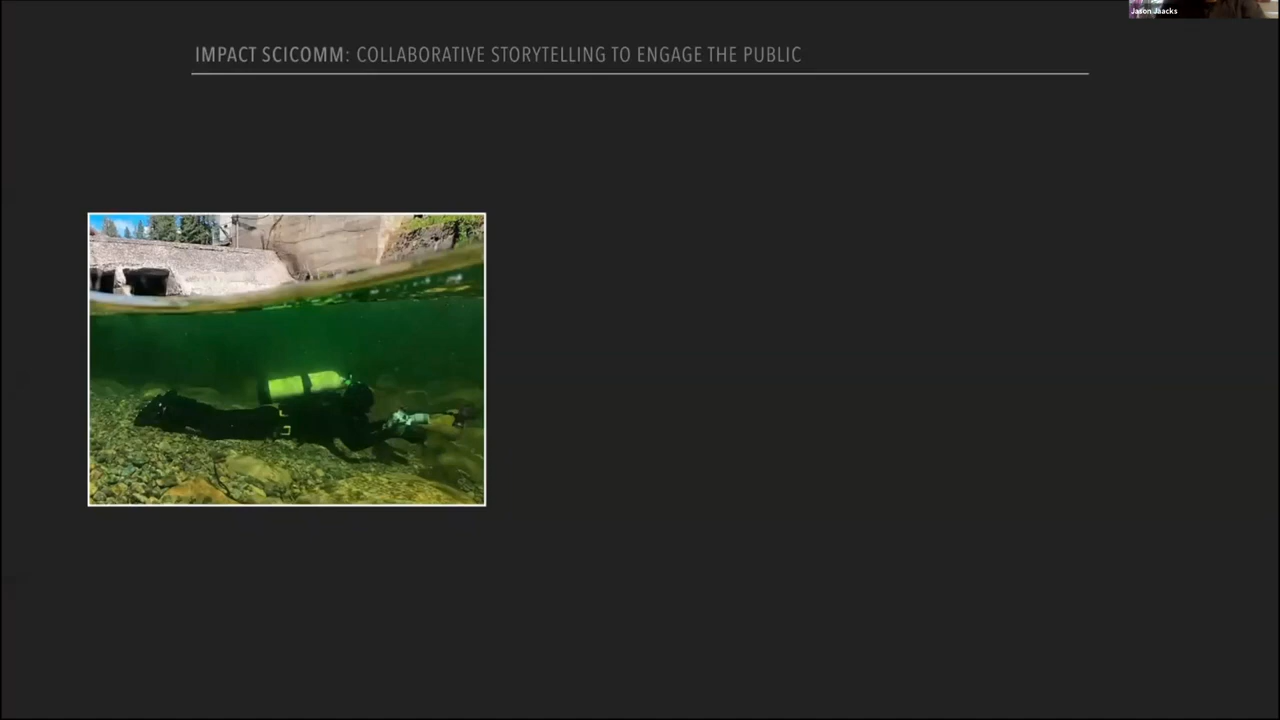 Jason Jaacks
IMPACT SCICOMM: COLLABORATIVE STORYTELLING TO ENGAGE THE PUBLIC